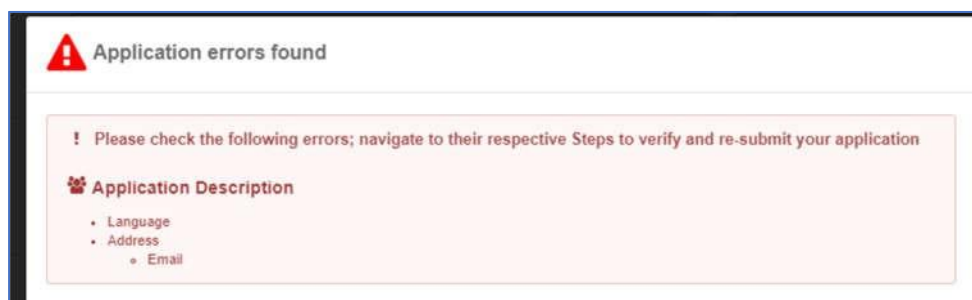 Application errors found
! Please check the following errors; navigate to their respective Steps to verify and re-submit your application
Application Description
• Language
• Address
◦ Email